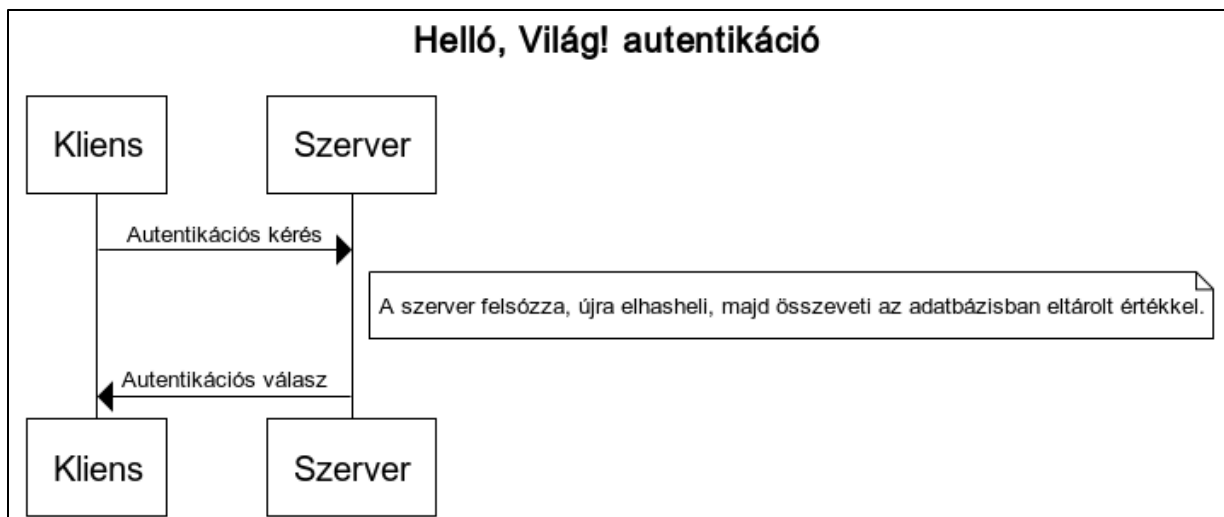 Helló, Világ! autentikáció
Kliens
Szerver
Autentikációs kérés
A szerver felsózza, újra elhasheli, majd összeveti az adatbázisban eltárolt értékkel.
Autentikációs válasz
Kliens
Szerver